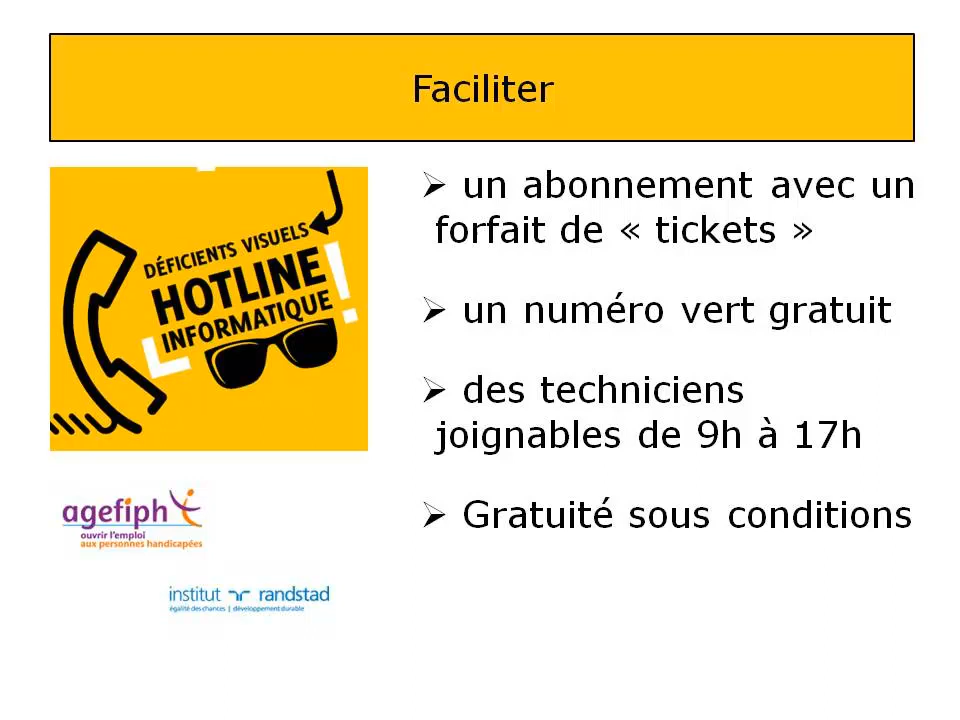 Faciliter
DÉFICIENTS VISUELS
HOTLINE
INFORMATIQUE
!
agefiph
ouvrir l'emploi
aux personnes handicapées
institut randstad
égalité des chances | développement durable
➢ un abonnement avec un
forfait de « tickets »
➢ un numéro vert gratuit
➢ des techniciens
joignables de 9h à 17h
➢ Gratuité sous conditions